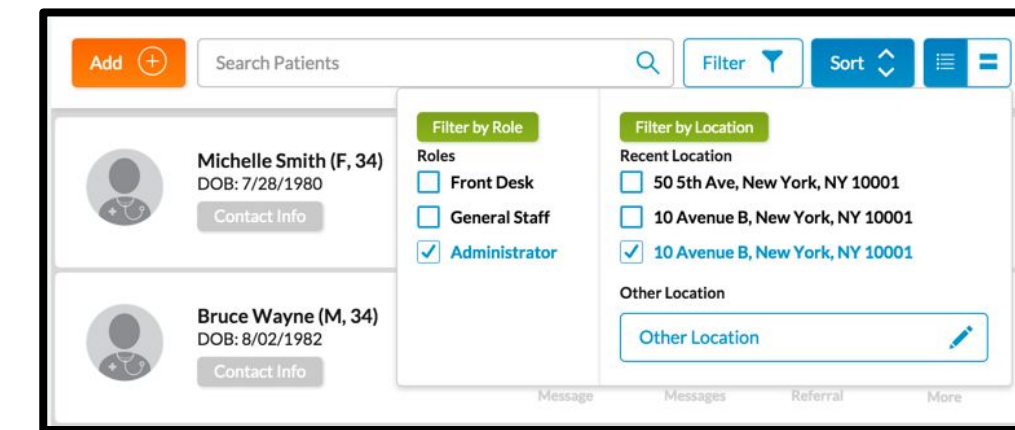 Add
Search Patients
Filter
Sort
Michelle Smith (F, 34)
DOB: 7/28/1980
Contact Info
Bruce Wayne (M, 34)
DOB: 8/02/1982
Contact Info
Filter by Role
Roles
Front Desk
General Staff
Administrator
Filter by Location
Recent Location
50 5th Ave, New York, NY 10001
10 Avenue B, New York, NY 10001
10 Avenue B, New York, NY 10001
Other Location
Other Location
Message
Messages
Referral
More